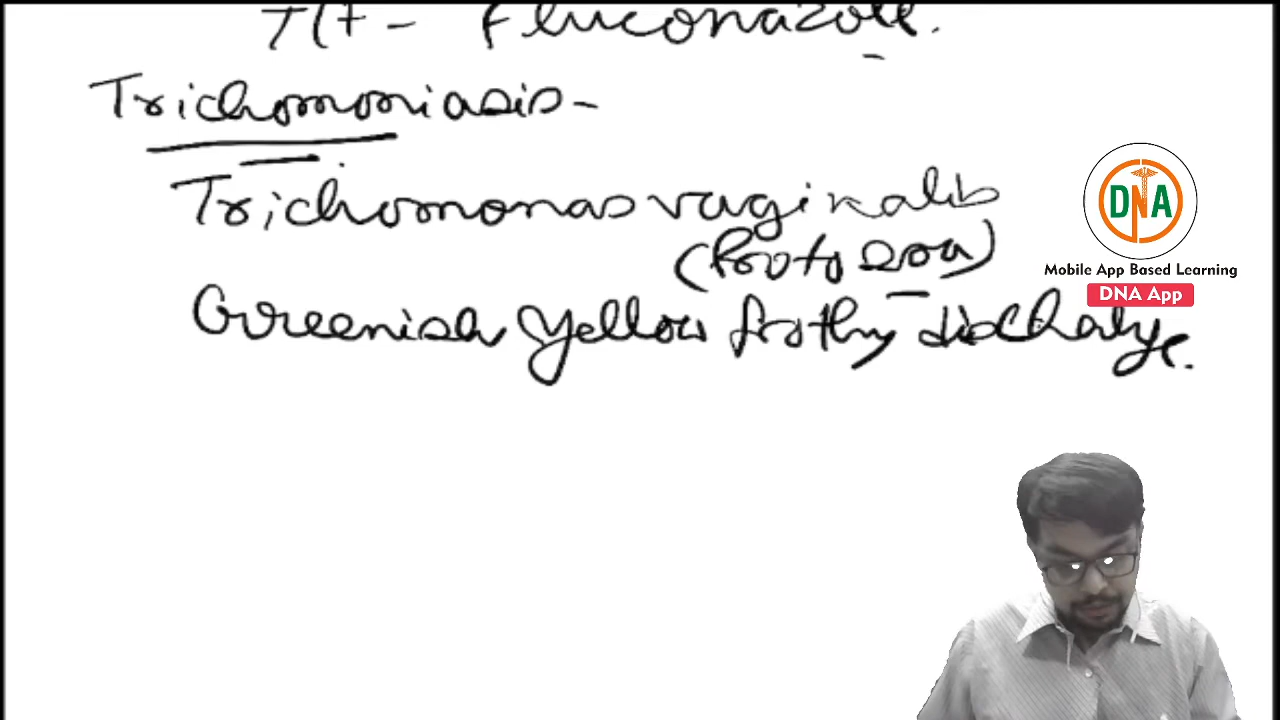 T/t - Fluconazole.
Trichomoniasis-
Trichomonas vaginalis
(Protozoa)
Greenish yellow frothy discharge.
DNA
Mobile App Based Learning
DNA App